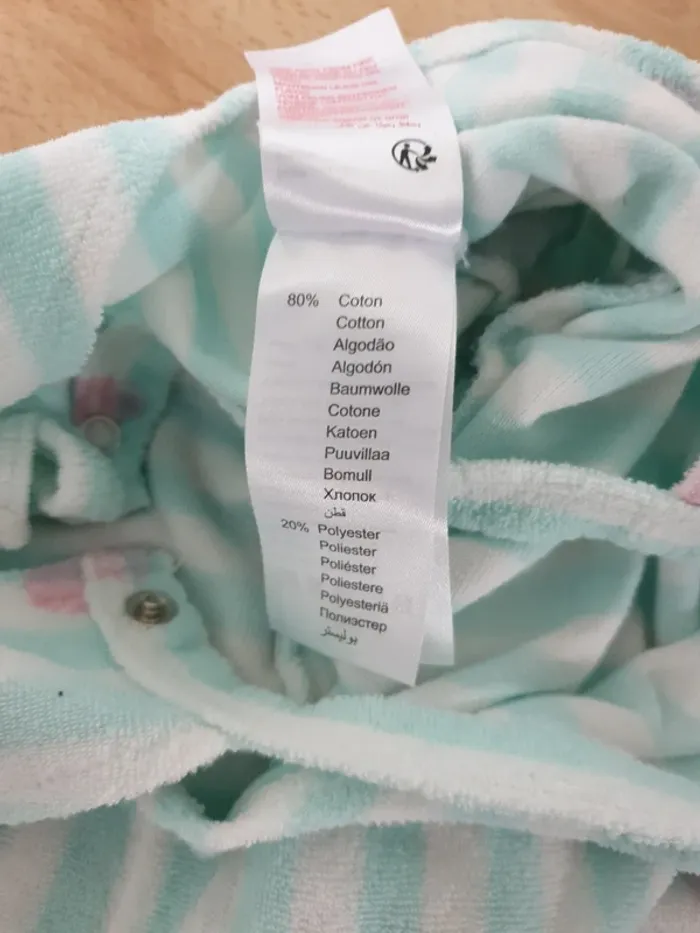 80% Coton
Cotton
Algodão
Algodón
Baumwolle
Cotone
Katoen
Puuvillaa
Bomull
Хлопок
قطن
20% Polyester
Poliester
Poliéster
Poliestere
Polyesteriä
Полиэстер
بوليستر